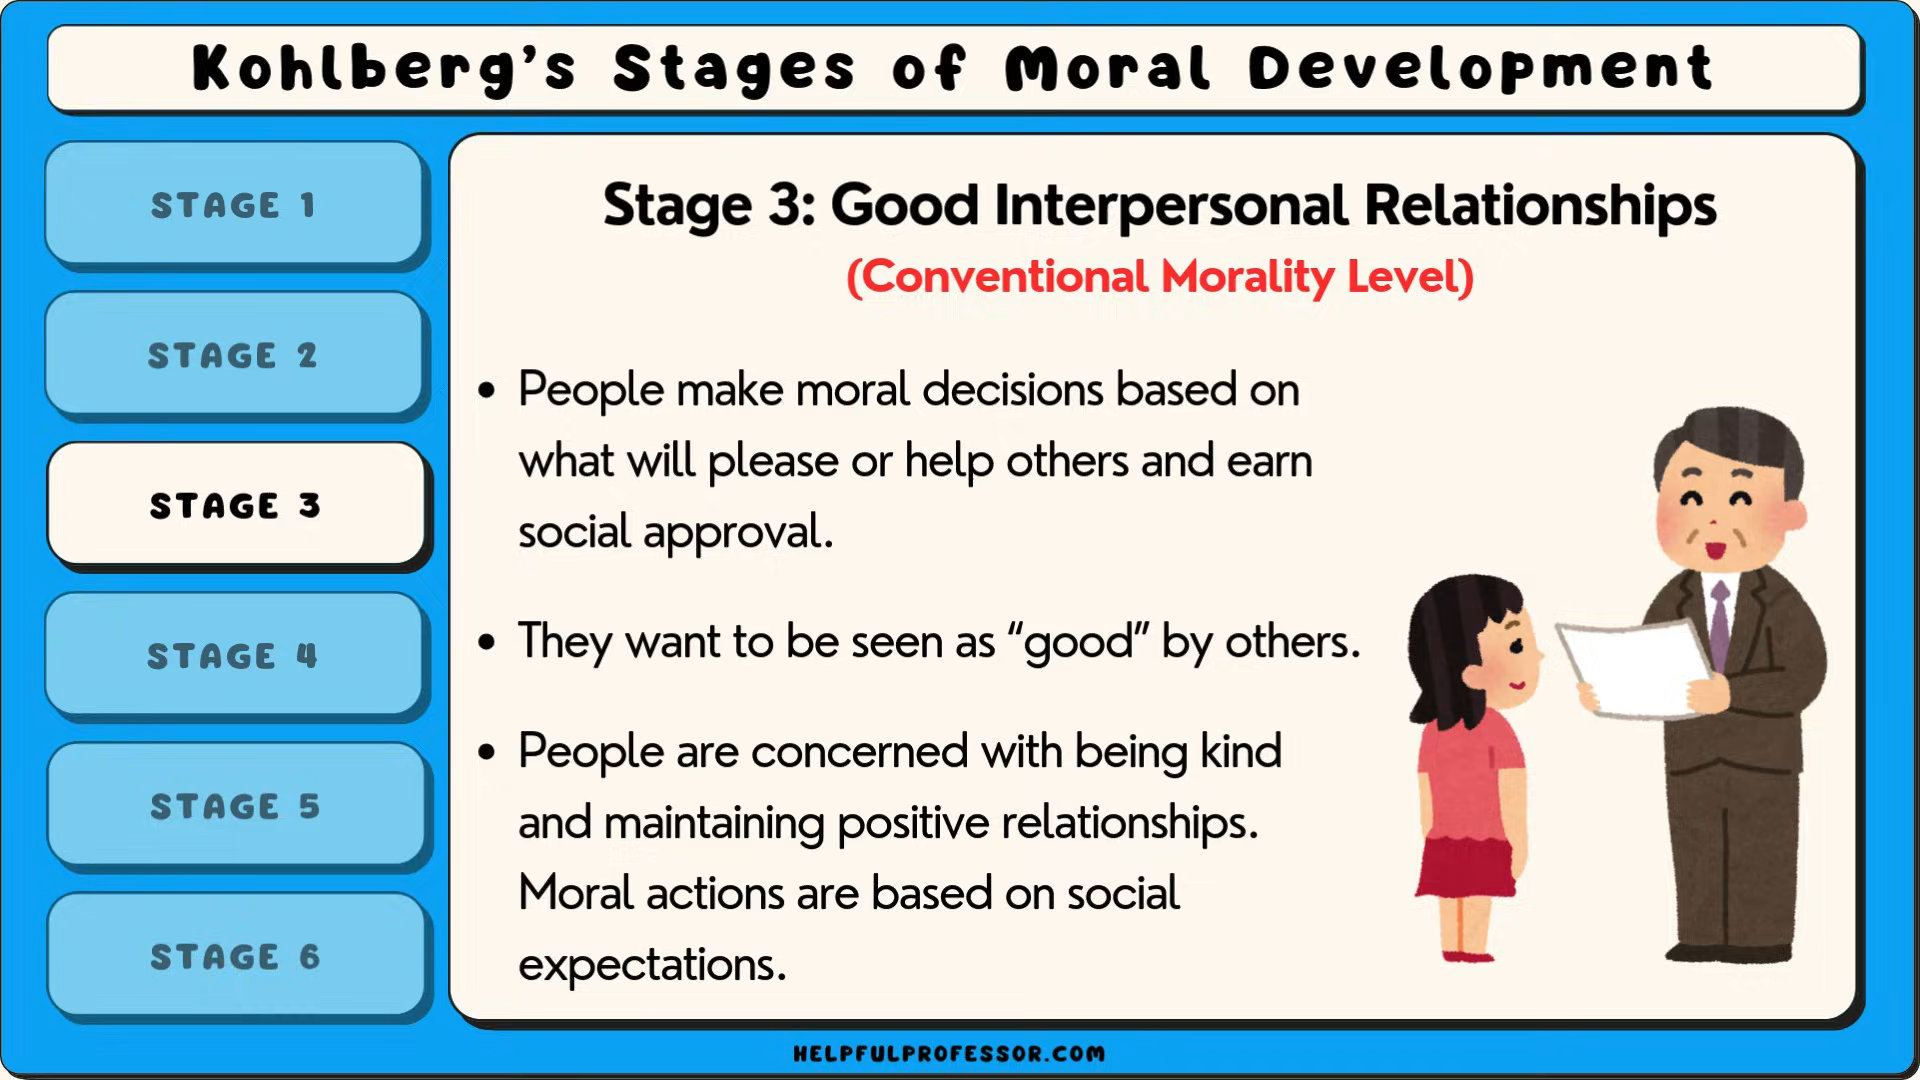 Kohlberg’s Stages of Moral Development
STAGE 1
STAGE 2
STAGE 3
STAGE 4
STAGE 5
STAGE 6
Stage 3: Good Interpersonal Relationships
(Conventional Morality Level)
• People make moral decisions based on
what will please or help others and earn
social approval.
• They want to be seen as “good” by others.
• People are concerned with being kind
and maintaining positive relationships.
Moral actions are based on social
expectations.
HELPFULPROFESSOR.COM